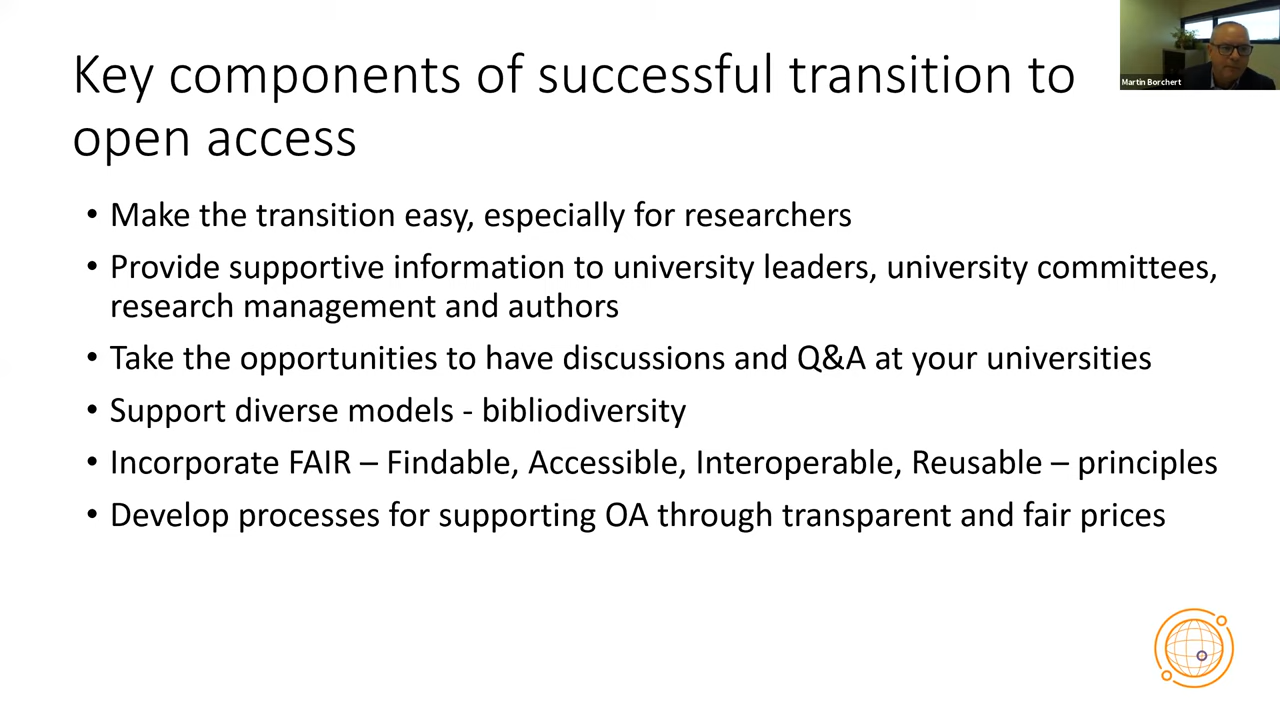 Key components of successful transition to
open access
Martin Borchert
• Make the transition easy, especially for researchers
• Provide supportive information to university leaders, university committees,
research management and authors
• Take the opportunities to have discussions and Q&A at your universities
• Support diverse models - bibliodiversity
• Incorporate FAIR – Findable, Accessible, Interoperable, Reusable – principles
• Develop processes for supporting OA through transparent and fair prices